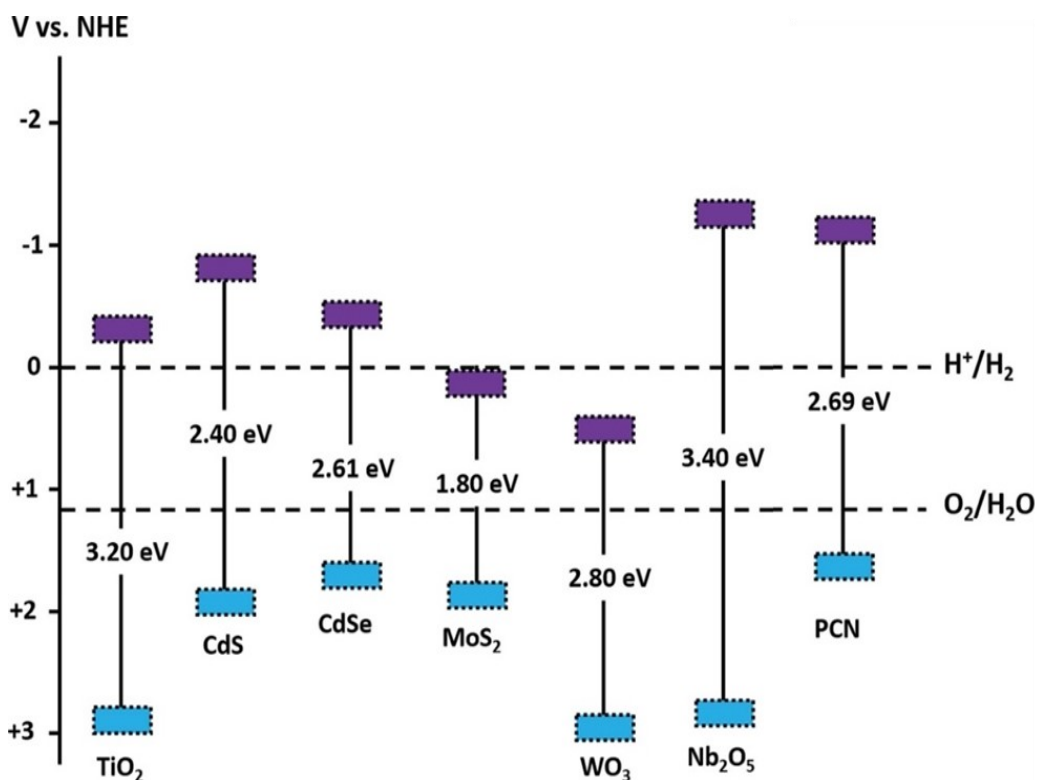 V vs. NHE
-2
-1
0
+1
+2
+3
H⁺/H₂
O₂/H₂O
3.20 eV
2.40 eV
2.61 eV
1.80 eV
2.80 eV
3.40 eV
2.69 eV
TiO₂
CdS
CdSe
MoS₂
WO₃
Nb₂O₅
PCN